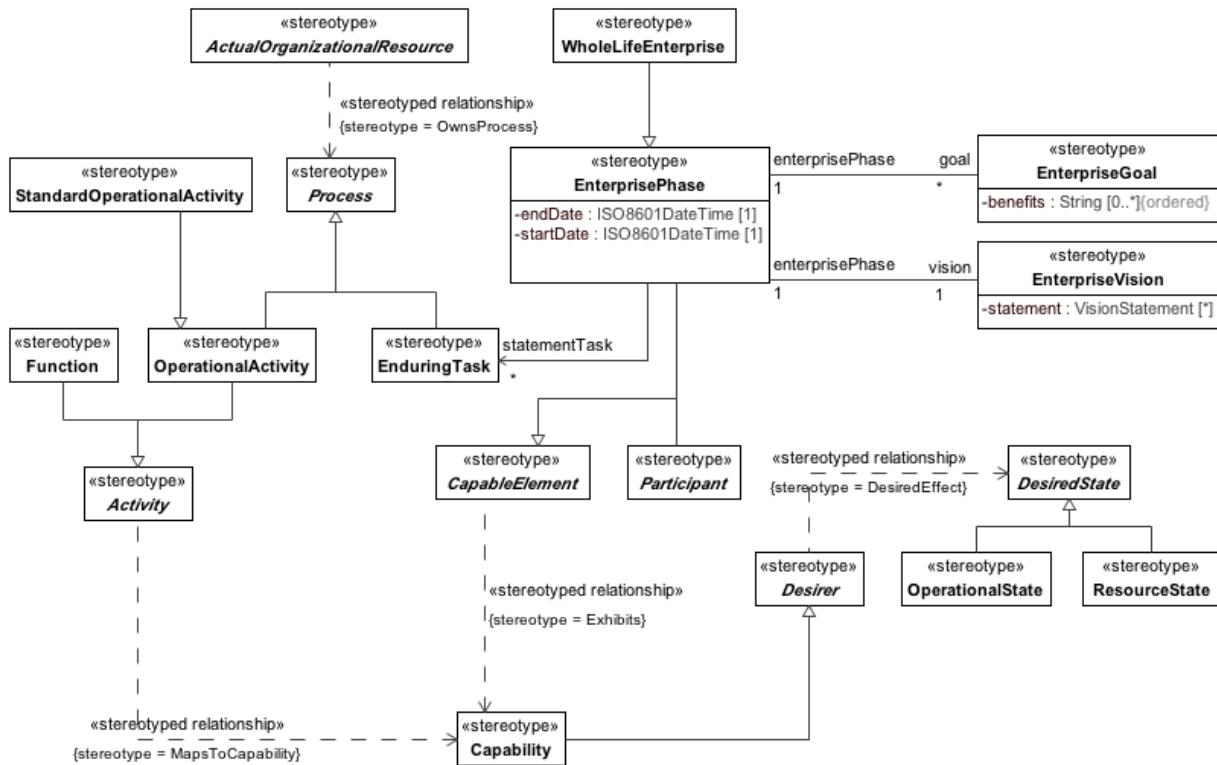 «stereotype»
ActualOrganizationalResource
«stereotype»
WholeLifeEnterprise
«stereotyped relationship»
{stereotype = OwnsProcess}
«stereotype»
StandardOperationalActivity
«stereotype»
Process
«stereotype»
EnterprisePhase
-endDate : ISO8601DateTime [1]
-startDate : ISO8601DateTime [1]
enterprisePhase
goal
1
*
«stereotype»
EnterpriseGoal
-benefits : String [0..*]{ordered}
enterprisePhase
vision
1
1
«stereotype»
EnterpriseVision
-statement : VisionStatement [*]
«stereotype»
Function
«stereotype»
OperationalActivity
«stereotype»
EnduringTask
statementTask
*
«stereotype»
Activity
«stereotype»
CapableElement
«stereotype»
Participant
«stereotyped relationship»
{stereotype = DesiredEffect}
«stereotype»
DesiredState
«stereotype»
Desirer
«stereotype»
OperationalState
«stereotype»
ResourceState
«stereotyped relationship»
{stereotype = Exhibits}
«stereotyped relationship»
{stereotype = MapsToCapability}
«stereotype»
Capability